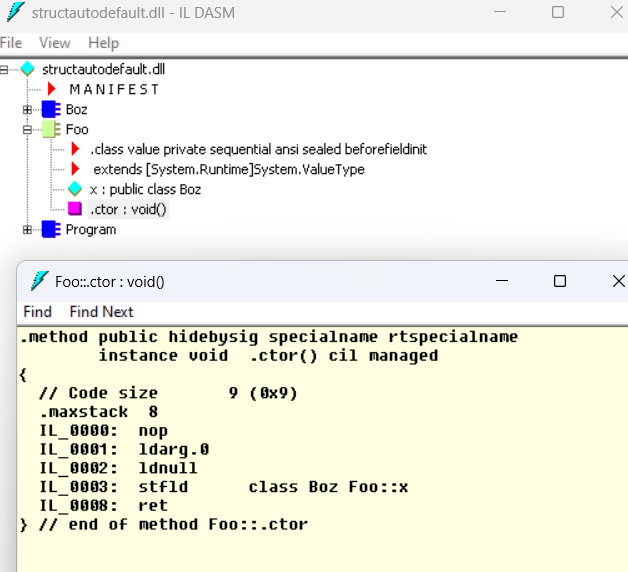 structautodefault.dll - IL DASM
File View Help
structautodefault.dll
MANIFEST
Boz
Foo
.class value private sequential ansi sealed beforefieldinit
extends [System.Runtime]System.ValueType
x : public class Boz
.ctor : void()
Program
Foo::.ctor : void()
Find Find Next
.method public hidebysig specialname rtspecialname
        instance void  .ctor() cil managed
{
  // Code size       9 (0x9)
  .maxstack  8
  IL_0000:  nop
  IL_0001:  ldarg.0
  IL_0002:  ldnull
  IL_0003:  stfld      class Boz Foo::x
  IL_0008:  ret
} // end of method Foo::.ctor